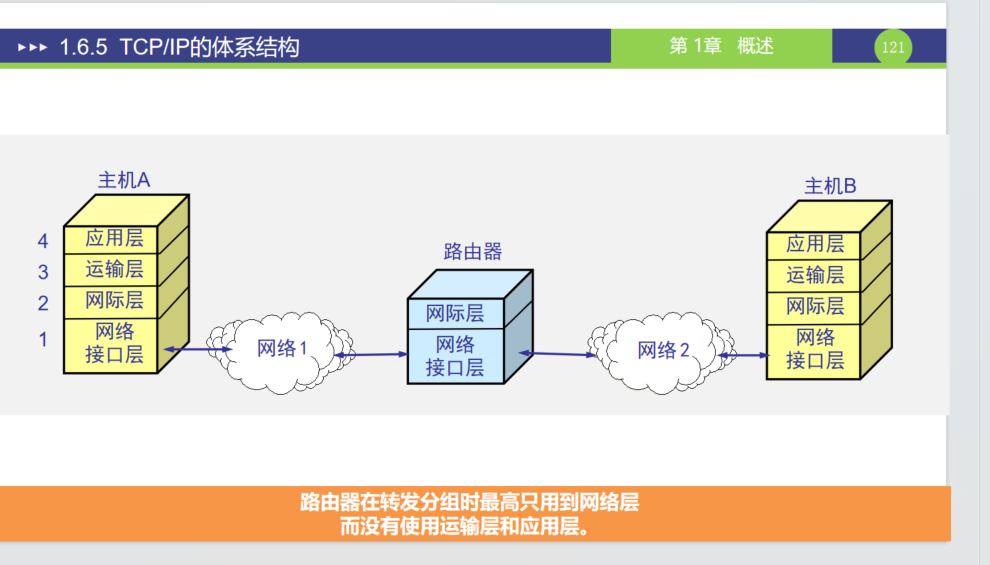 ▸▸▸ 1.6.5 TCP/IP的体系结构
第 1章 概述
121
主机A
4 应用层
3 运输层
2 网际层
1 网络
接口层
网络1
路由器
网际层
网络
接口层
网络2
主机B
应用层
运输层
网际层
网络
接口层
路由器在转发分组时最高只用到网络层
而没有使用运输层和应用层。